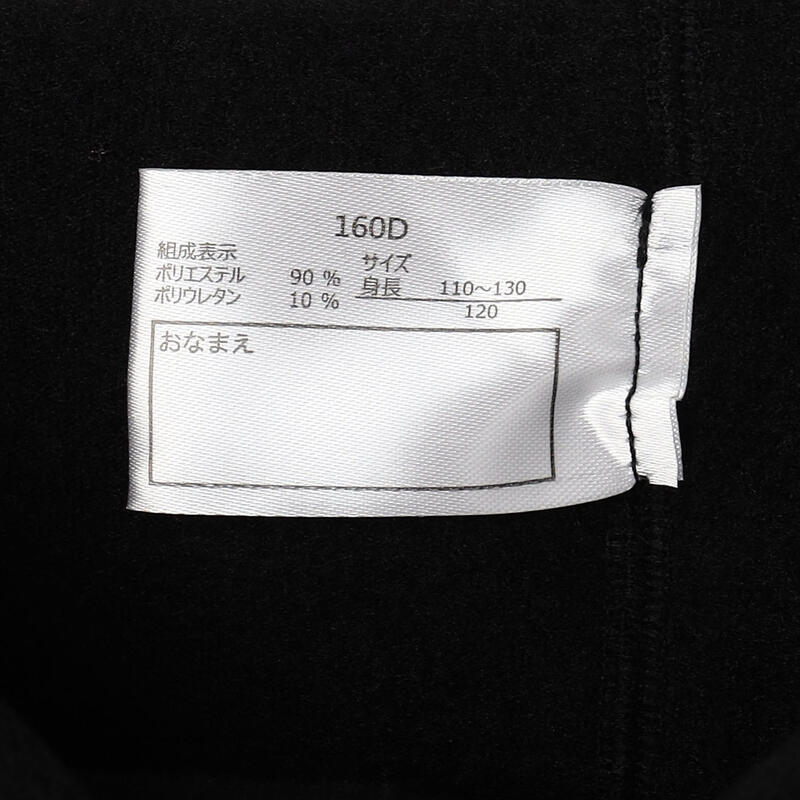 160D
組成表示
ポリエステル 90 %
ポリウレタン 10 %
サイズ
身長 110～130
120
おなまえ